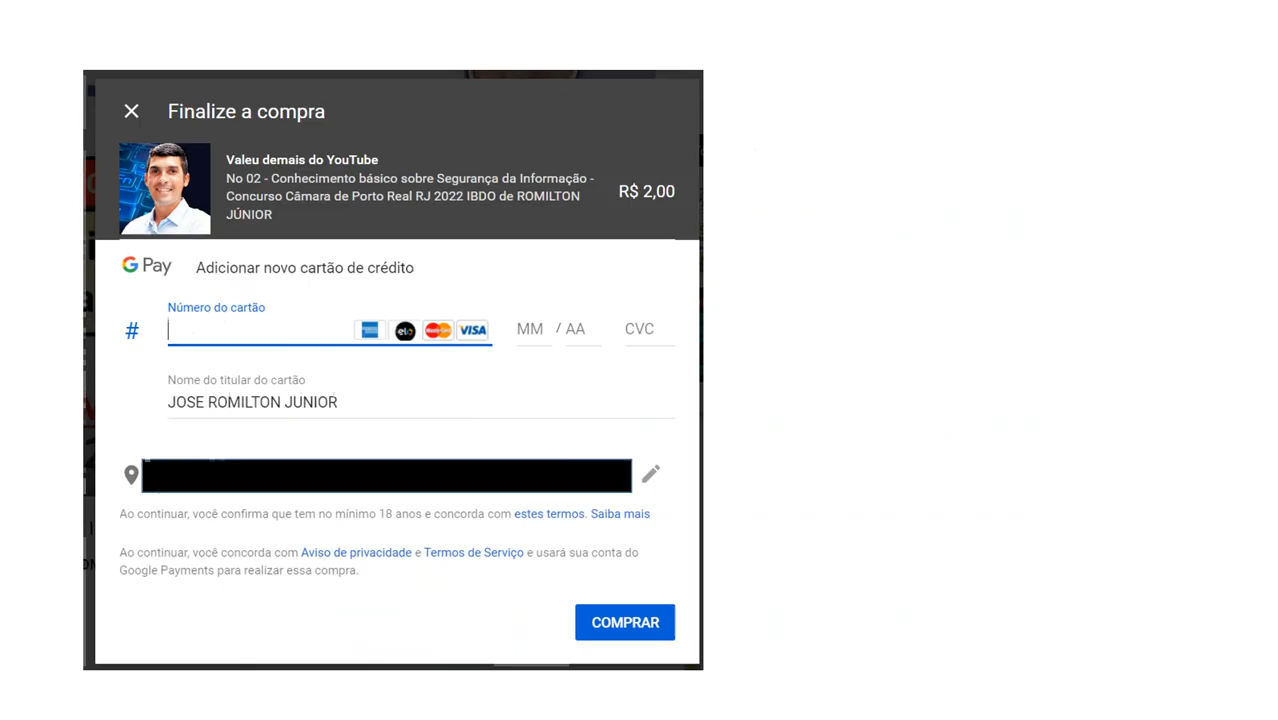 Finalize a compra
Valeu demais do YouTube
No 02 - Conhecimento básico sobre Segurança da Informação -
Concurso Câmara de Porto Real RJ 2022 IBDO de ROMILTON
JÚNIOR
R$ 2,00
G Pay Adicionar novo cartão de crédito
Número do cartão
# elo VISA MM / AA CVC
Nome do titular do cartão
JOSE ROMILTON JUNIOR
Ao continuar, você confirma que tem no mínimo 18 anos e concorda com estes termos. Saiba mais
Ao continuar, você concorda com Aviso de privacidade e Termos de Serviço e usará sua conta do
Google Payments para realizar essa compra.
COMPRAR